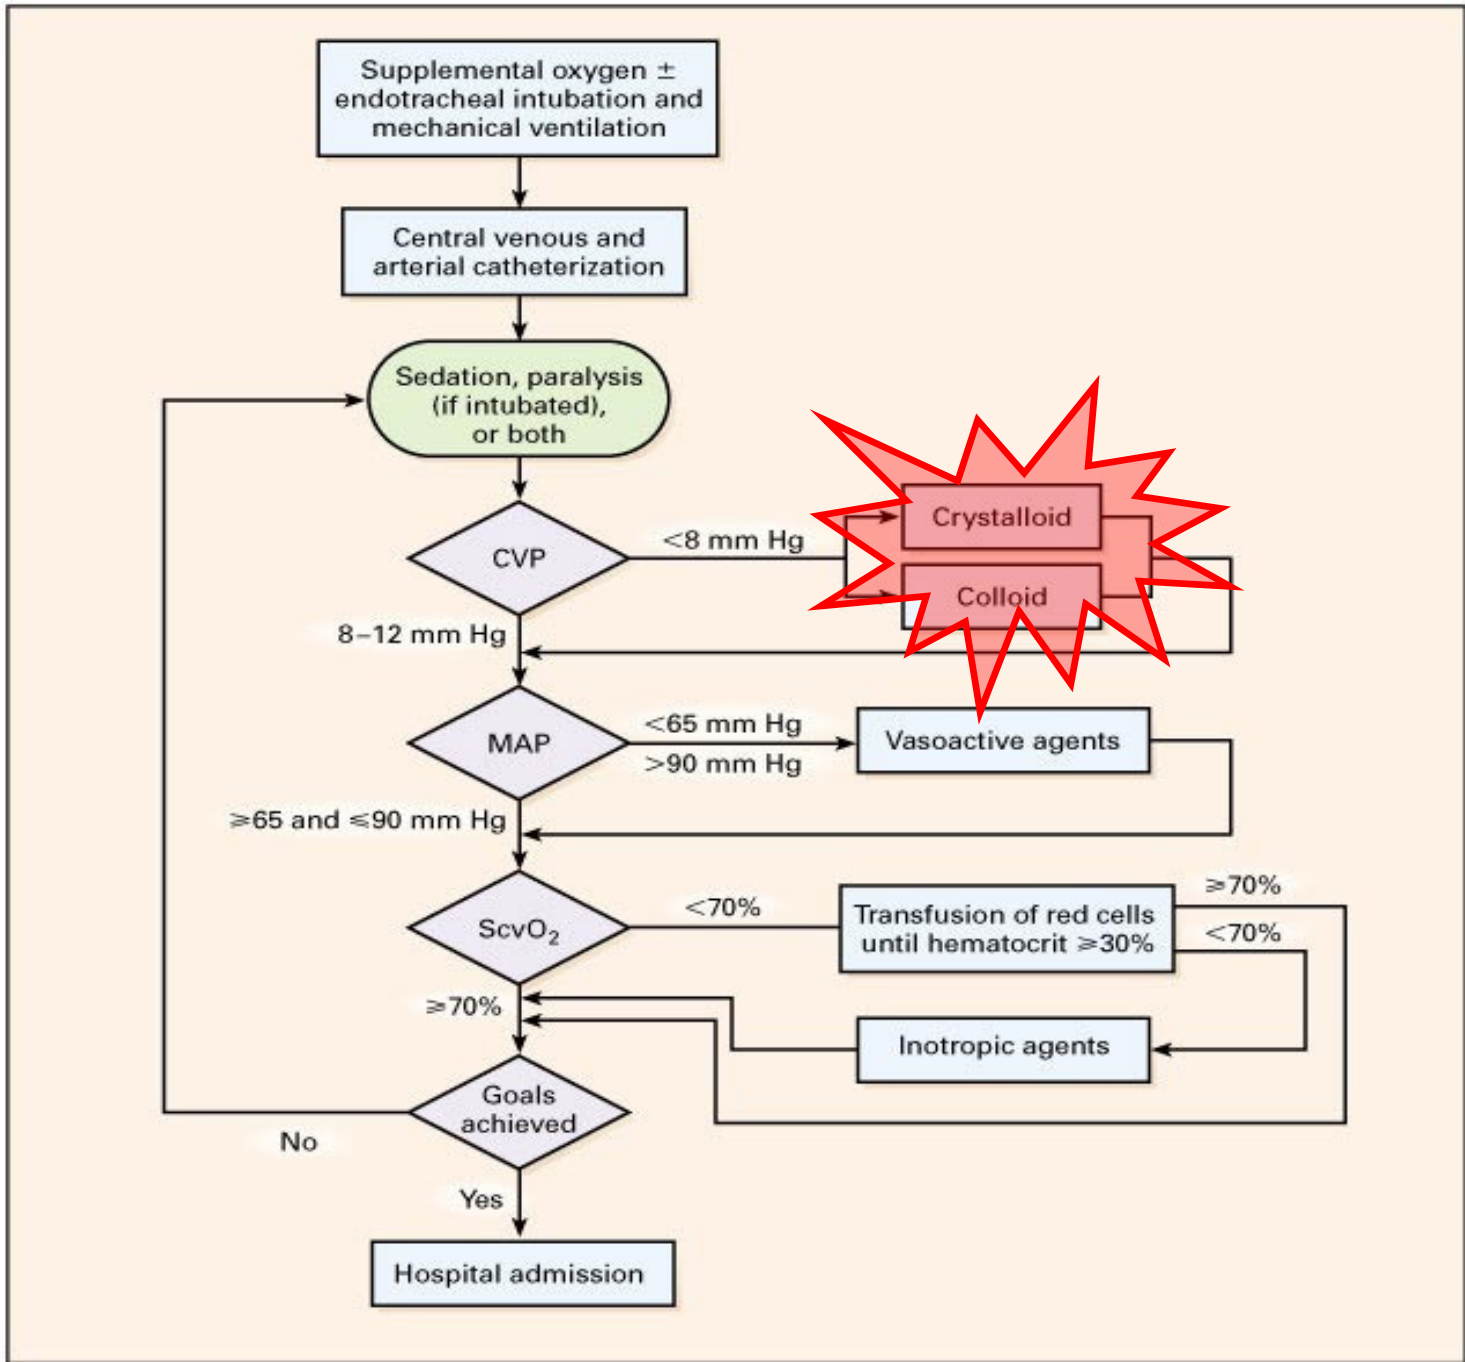 Supplemental oxygen ±
endotracheal intubation and
mechanical ventilation
Central venous and
arterial catheterization
Sedation, paralysis
(if intubated),
or both
CVP
<8 mm Hg
Crystalloid
Colloid
8–12 mm Hg
MAP
<65 mm Hg
>90 mm Hg
Vasoactive agents
⩾65 and ⩽90 mm Hg
ScvO₂
<70%
Transfusion of red cells
until hematocrit ⩾30%
⩾70%
<70%
⩾70%
Inotropic agents
Goals
achieved
No
Yes
Hospital admission